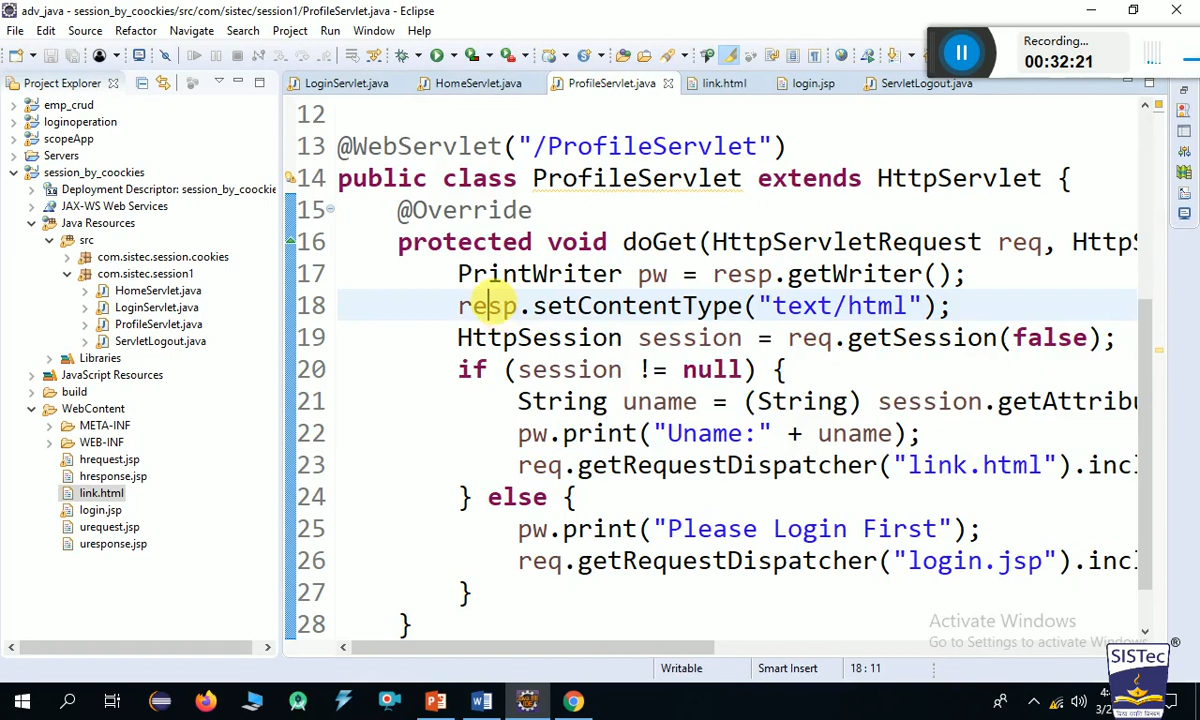 adv_java - session_by_coockies/src/com/sistec/session1/ProfileServlet.java - Eclipse
File Edit Source Refactor Navigate Search Project Run Window Help
Recording...
00:32:21
Project Explorer
LoginServlet.java HomeServlet.java ProfileServlet.java link.html login.jsp ServletLogout.java
emp_crud
loginoperation
scopeApp
Servers
session_by_coockies
Deployment Descriptor: session_by_coockie
JAX-WS Web Services
Java Resources
src
com.sistec.session.cookies
com.sistec.session1
HomeServlet.java
LoginServlet.java
ProfileServlet.java
ServletLogout.java
Libraries
JavaScript Resources
build
WebContent
META-INF
WEB-INF
hrequest.jsp
hresponse.jsp
link.html
login.jsp
urequest.jsp
uresponse.jsp
12
13 @WebServlet("/ProfileServlet")
14 public class ProfileServlet extends HttpServlet {
15 @Override
16 protected void doGet(HttpServletRequest req, HttpS
17 PrintWriter pw = resp.getWriter();
18 resp.setContentType("text/html");
19 HttpSession session = req.getSession(false);
20 if (session != null) {
21 String uname = (String) session.getAttribu
22 pw.print("Uname:" + uname);
23 req.getRequestDispatcher("link.html").incl
24 } else {
25 pw.print("Please Login First");
26 req.getRequestDispatcher("login.jsp").incl
27 }
28 }
Activate Windows
Go to Settings to activate Windows.
Writable Smart Insert 18 : 11
SISTec
®